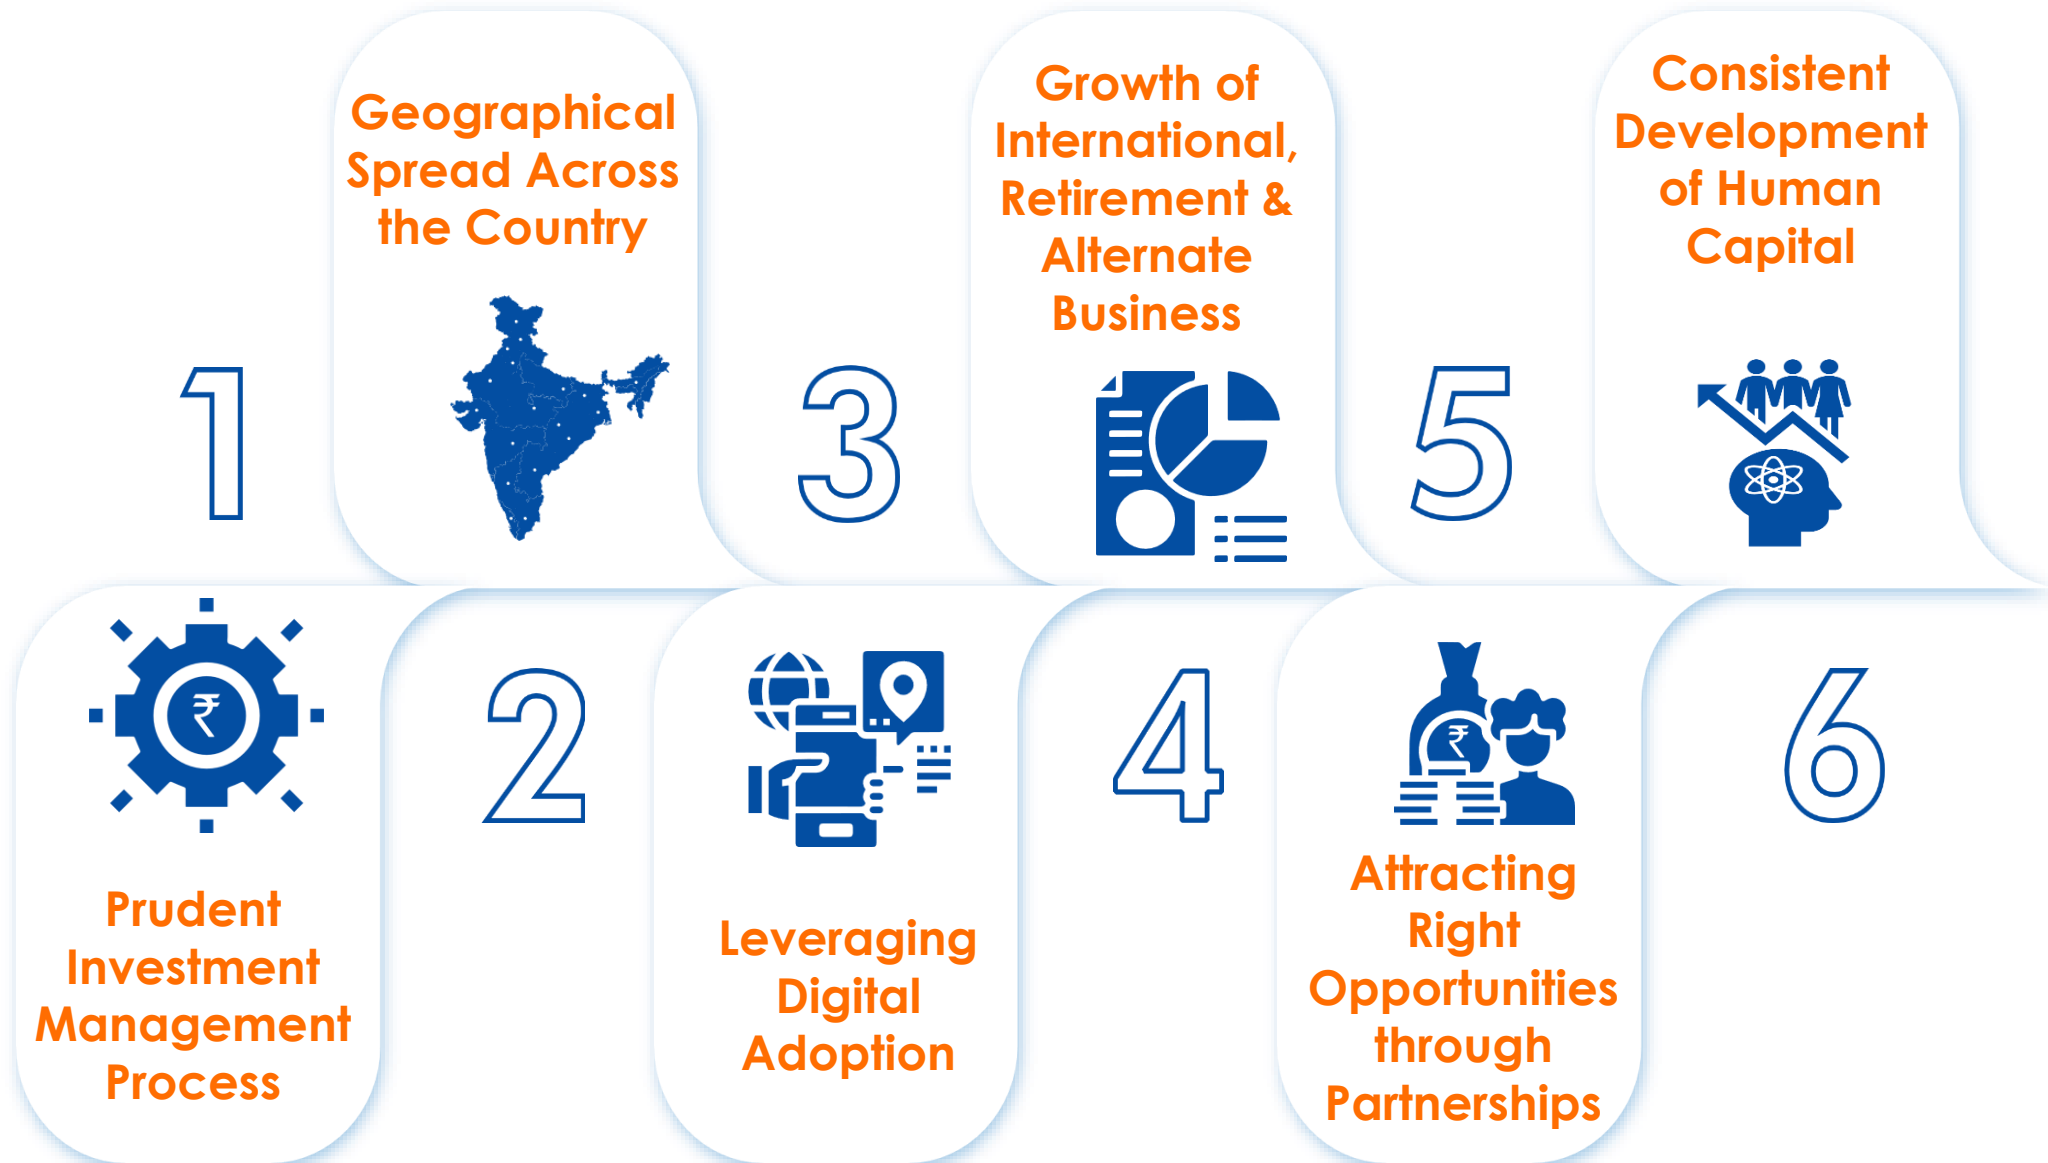 1
Prudent
Investment
Management
Process
₹
2
Geographical
Spread Across
the Country
3
Leveraging
Digital
Adoption
4
Growth of
International,
Retirement &
Alternate
Business
5
Attracting
Right
Opportunities
through
Partnerships
₹
6
Consistent
Development
of Human
Capital